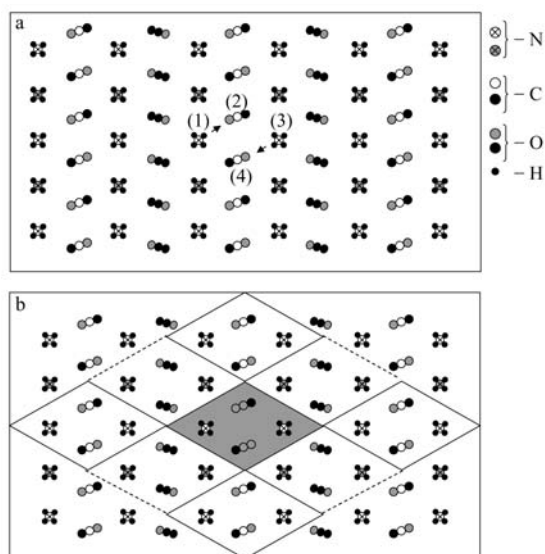 a
(1)
(2)
(3)
(4)
– N
– C
– O
– H
b